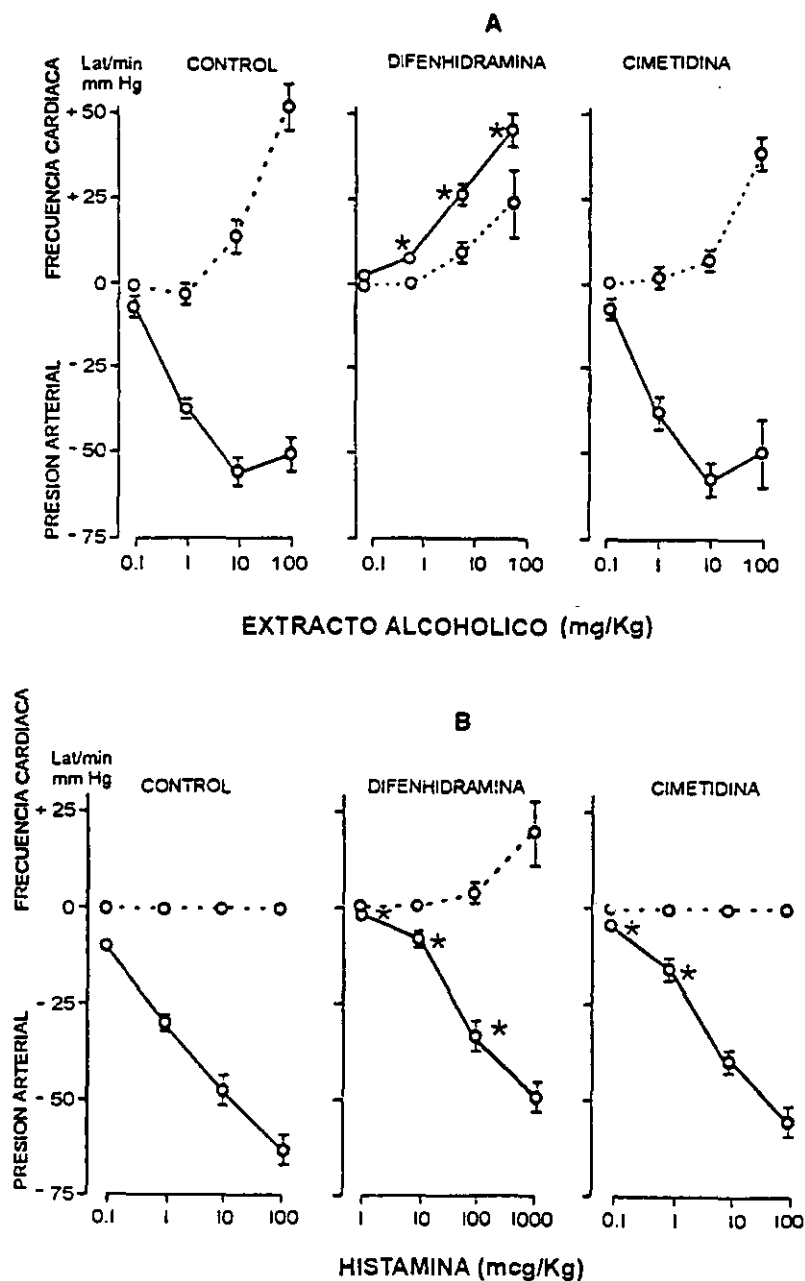 A
Lat/min
mm Hg
CONTROL
DIFENHIDRAMINA
CIMETIDINA
FRECUENCIA CARDIACA
PRESION ARTERIAL
+50
+25
0
-25
-50
-75
*
*
*
0.1 1 10 100
0.1 1 10 100
0.1 1 10 100
EXTRACTO ALCOHOLICO (mg/Kg)
B
Lat/min
mm Hg
CONTROL
DIFENHIDRAMINA
CIMETIDINA
FRECUENCIA CARDIACA
PRESION ARTERIAL
+ 25
0
- 25
-50
-75
*
*
*
*
*
0.1 1 10 100
1 10 100 1000
0.1 1 10 100
HISTAMINA (mcg/Kg)